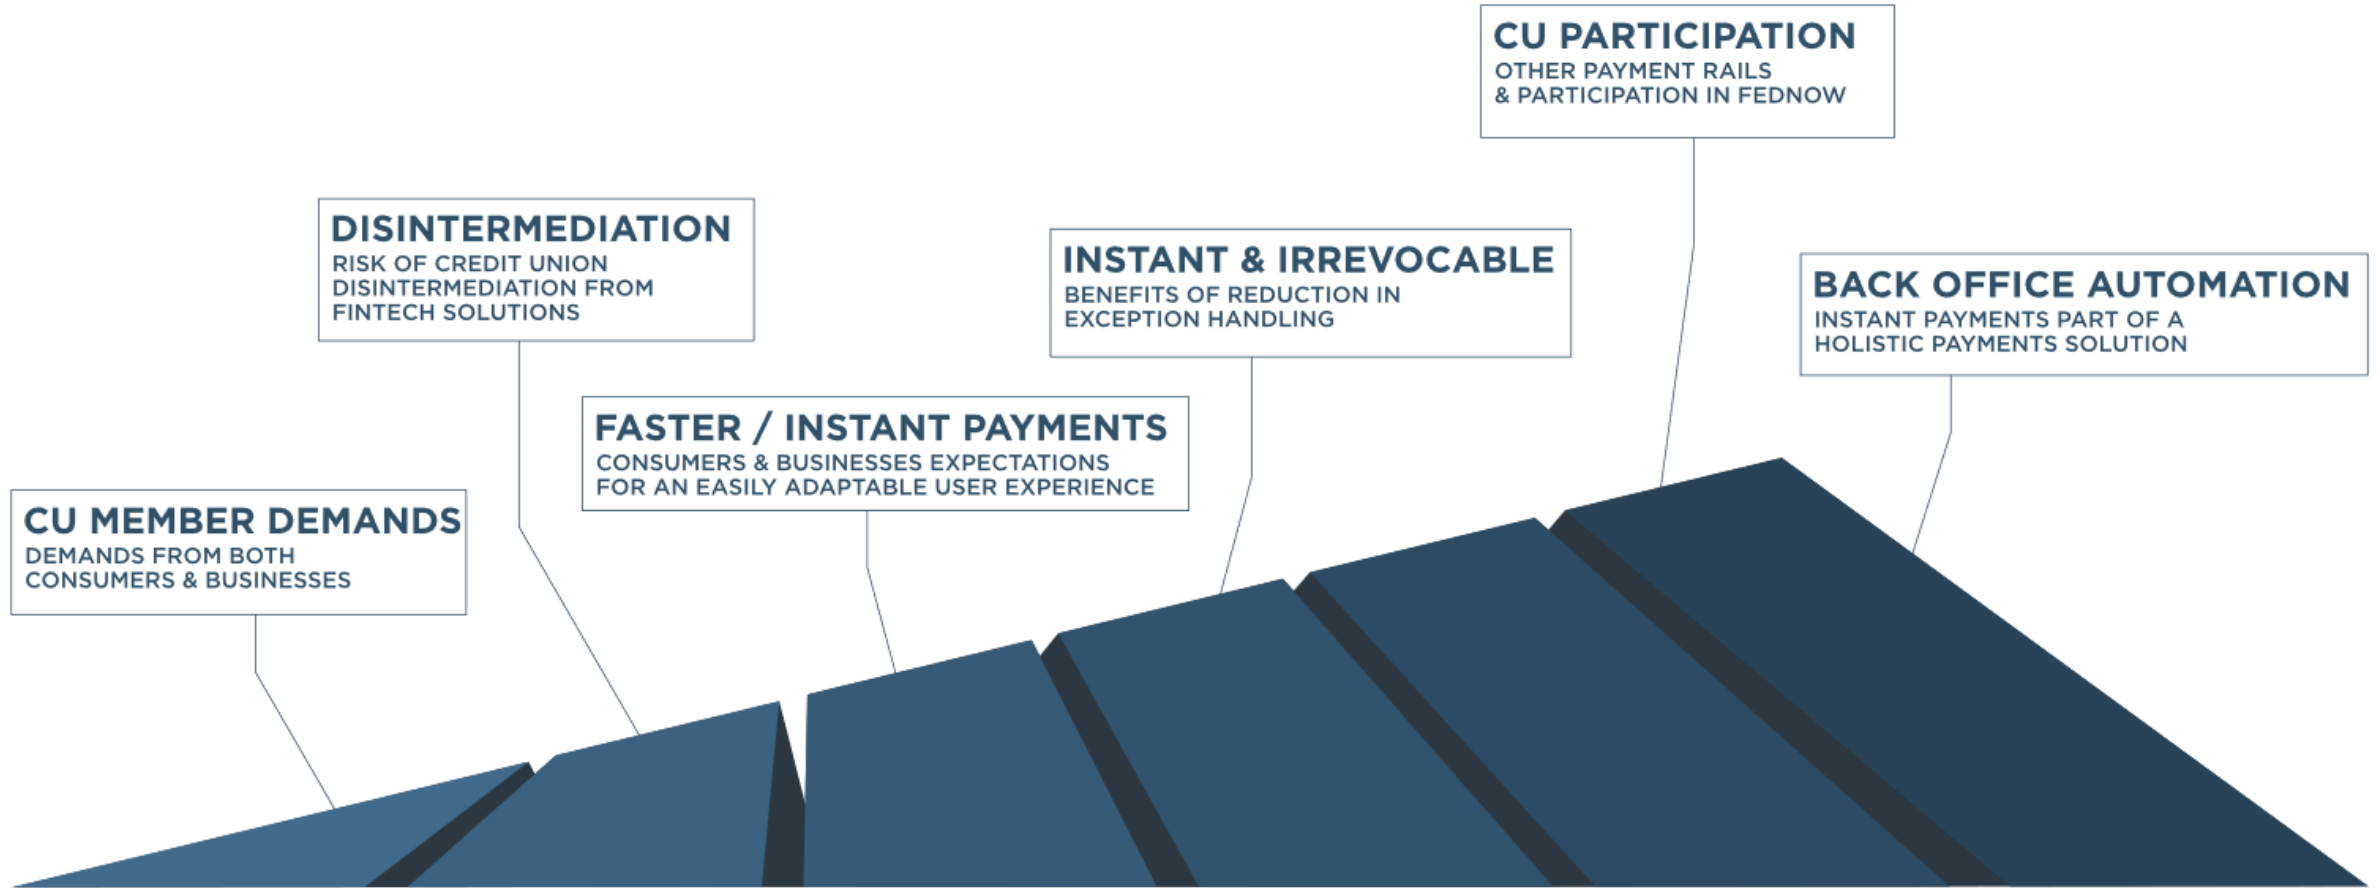 CU MEMBER DEMANDS
DEMANDS FROM BOTH
CONSUMERS & BUSINESSES
DISINTERMEDIATION
RISK OF CREDIT UNION
DISINTERMEDIATION FROM
FINTECH SOLUTIONS
FASTER / INSTANT PAYMENTS
CONSUMERS & BUSINESSES EXPECTATIONS
FOR AN EASILY ADAPTABLE USER EXPERIENCE
INSTANT & IRREVOCABLE
BENEFITS OF REDUCTION IN
EXCEPTION HANDLING
CU PARTICIPATION
OTHER PAYMENT RAILS
& PARTICIPATION IN FEDNOW
BACK OFFICE AUTOMATION
INSTANT PAYMENTS PART OF A
HOLISTIC PAYMENTS SOLUTION